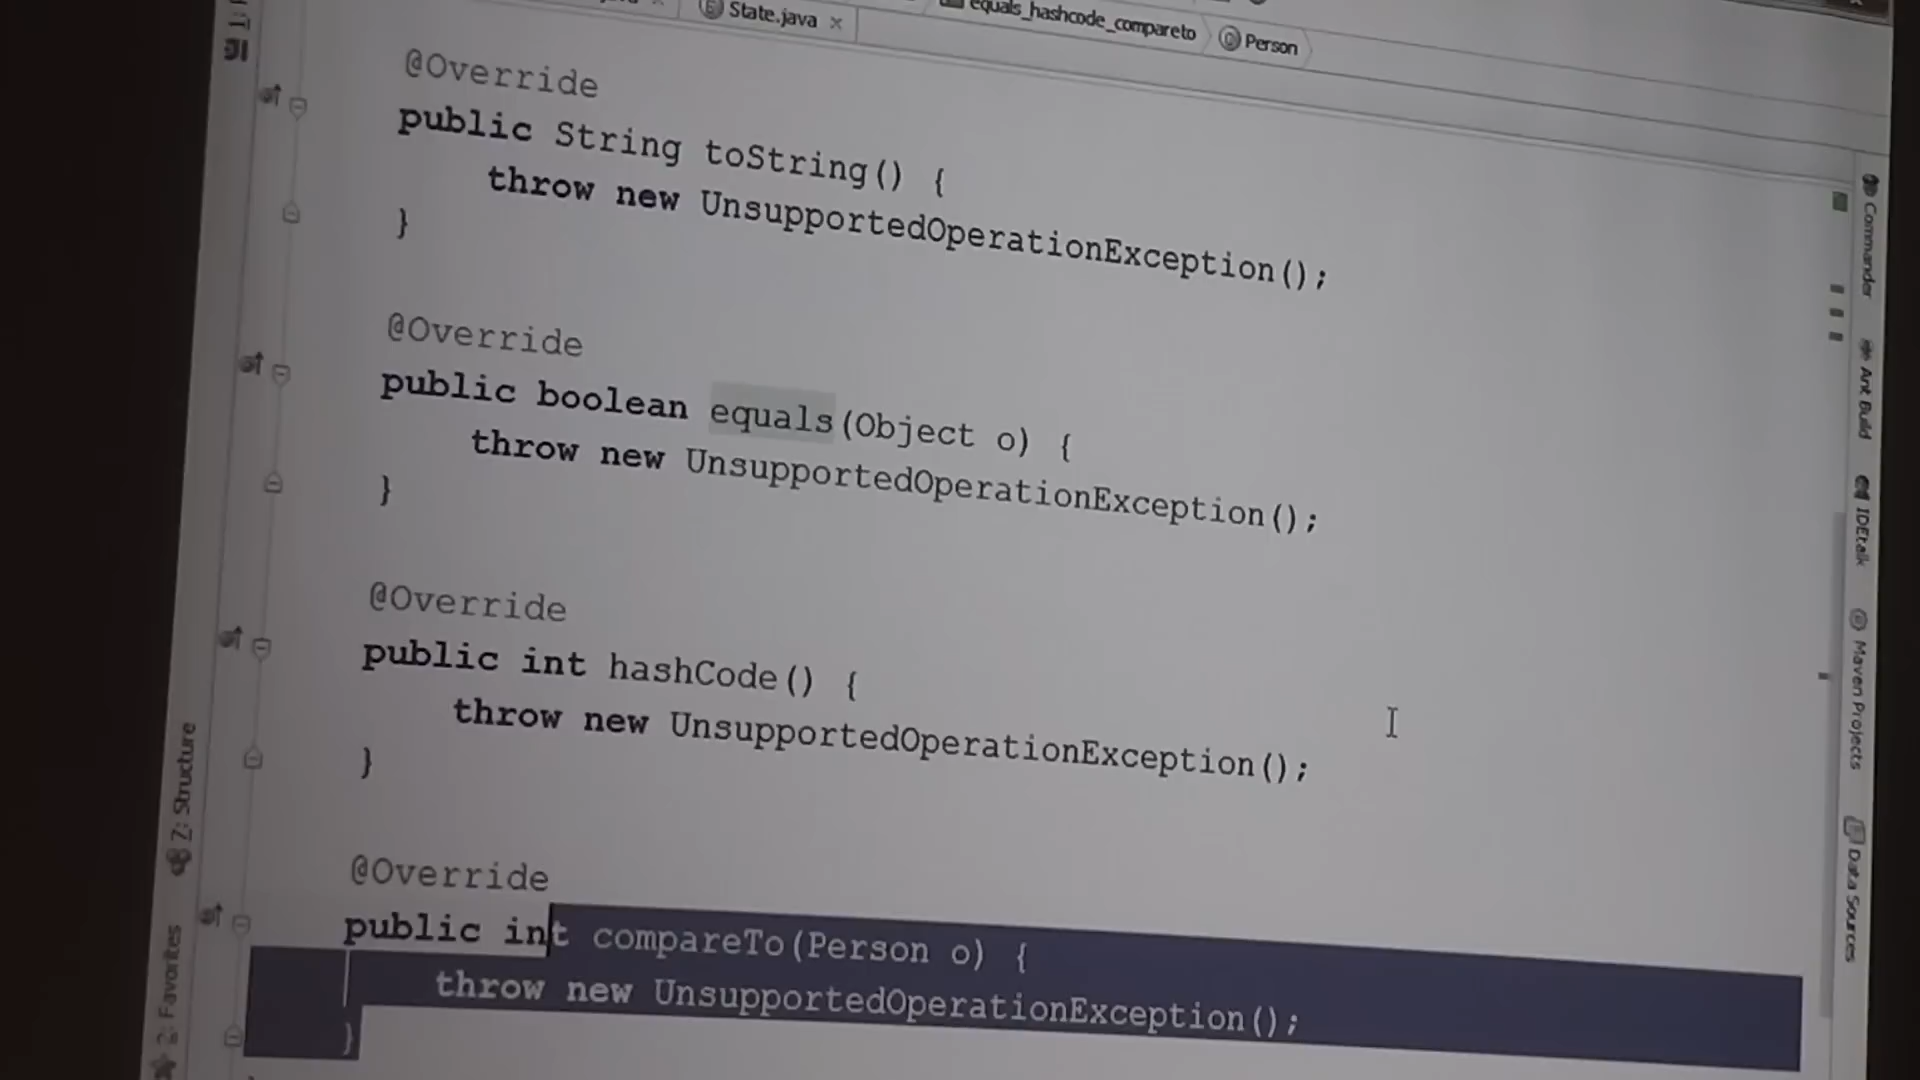 State.java
equals_hashcode_compareto
Person
@Override
public String toString() {
throw new UnsupportedOperationException();
}
@Override
public boolean equals(Object o) {
throw new UnsupportedOperationException();
}
@Override
public int hashCode() {
throw new UnsupportedOperationException();
}
@Override
public int compareTo(Person o) {
throw new UnsupportedOperationException();
}
Z: Structure
2: Favorites
Commander
Ant Build
IDEtalk
Maven Projects
Data Sources